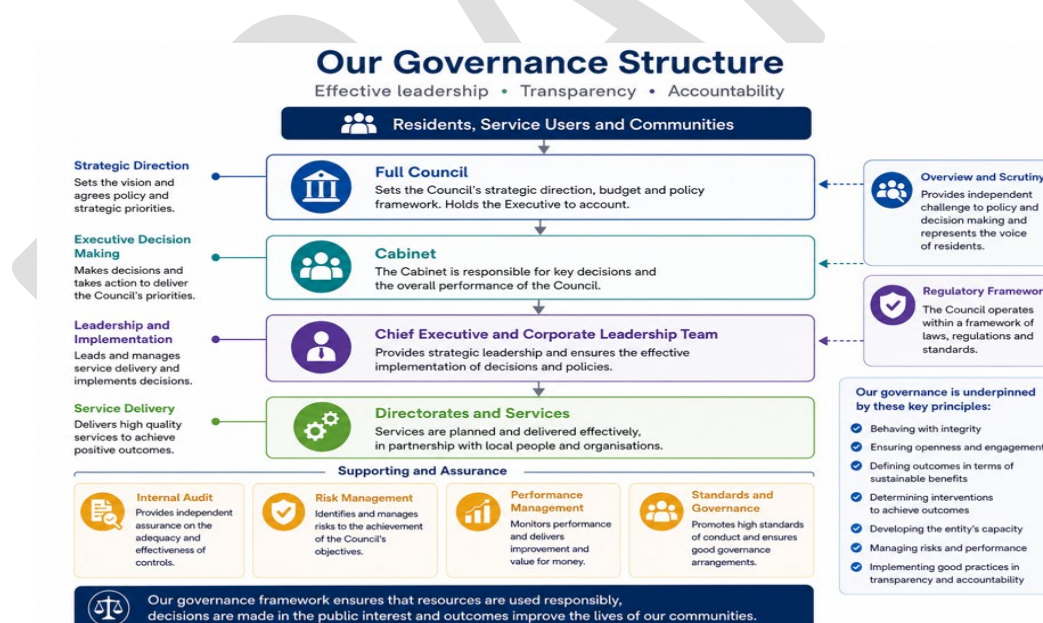 Our Governance Structure
Effective leadership • Transparency • Accountability
Residents, Service Users and Communities
Strategic Direction
Sets the vision and
agrees policy and
strategic priorities.
Full Council
Sets the Council's strategic direction, budget and policy
framework. Holds the Executive to account.
Overview and Scrutiny
Provides independent
challenge to policy and
decision making and
represents the voice
of residents.
Executive Decision
Making
Makes decisions and
takes action to deliver
the Council's priorities.
Cabinet
The Cabinet is responsible for key decisions and
the overall performance of the Council.
Regulatory Framewor
The Council operates
within a framework of
laws, regulations and
standards.
Leadership and
Implementation
Leads and manages
service delivery and
implements decisions.
Chief Executive and Corporate Leadership Team
Provides strategic leadership and ensures the effective
implementation of decisions and policies.
Service Delivery
Delivers high quality
services to achieve
positive outcomes.
Directorates and Services
Services are planned and delivered effectively,
in partnership with local people and organisations.
Our governance is underpinned
by these key principles:
Behaving with integrity
Ensuring openness and engagement
Defining outcomes in terms of
sustainable benefits
Determining interventions
to achieve outcomes
Developing the entity's capacity
Managing risks and performance
Implementing good practices in
transparency and accountability
Supporting and Assurance
Internal Audit
Provides independent
assurance on the
adequacy and
effectiveness of
controls.
Risk Management
Identifies and manages
risks to the achievement
of the Council's
objectives.
Performance
Management
Monitors performance
and delivers
improvement and
value for money.
Standards and
Governance
Promotes high standards
of conduct and ensures
good governance
arrangements.
Our governance framework ensures that resources are used responsibly,
decisions are made in the public interest and outcomes improve the lives of our communities.